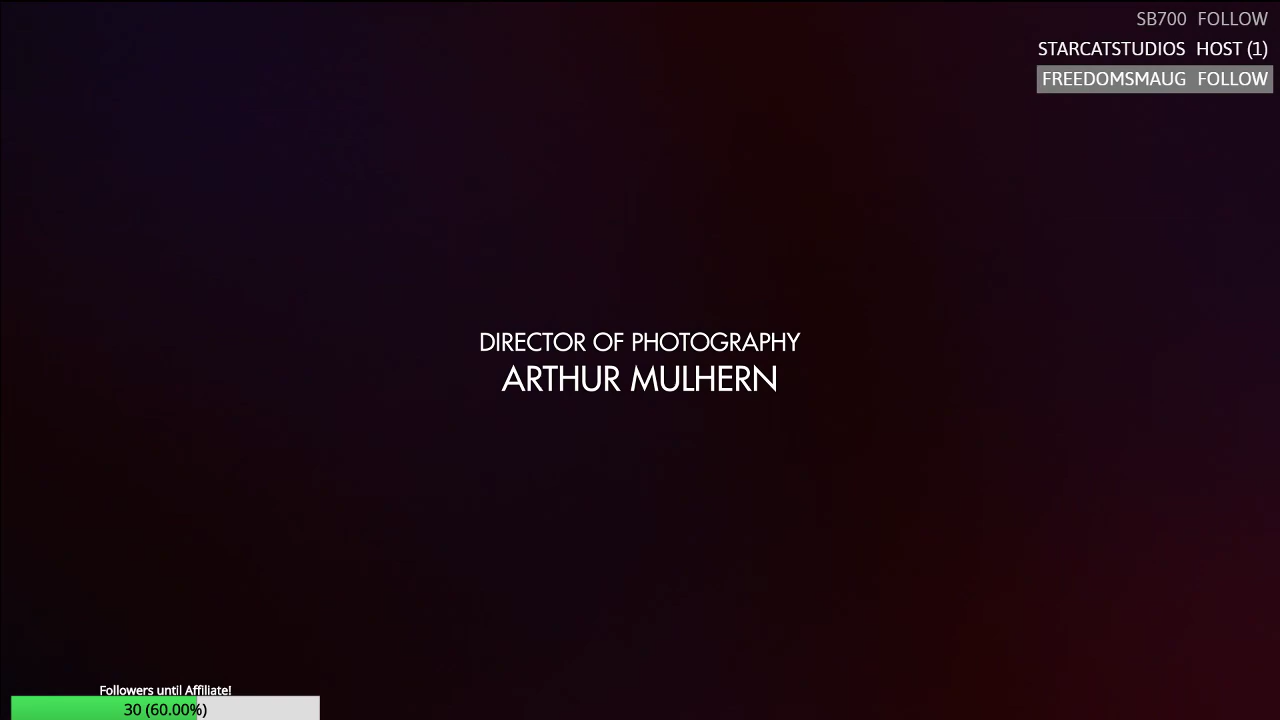 SB700 FOLLOW
STARCATSTUDIOS HOST (1)
FREEDOMSMAUG FOLLOW
DIRECTOR OF PHOTOGRAPHY
ARTHUR MULHERN
Followers until Affiliate!
30 (60.00%)